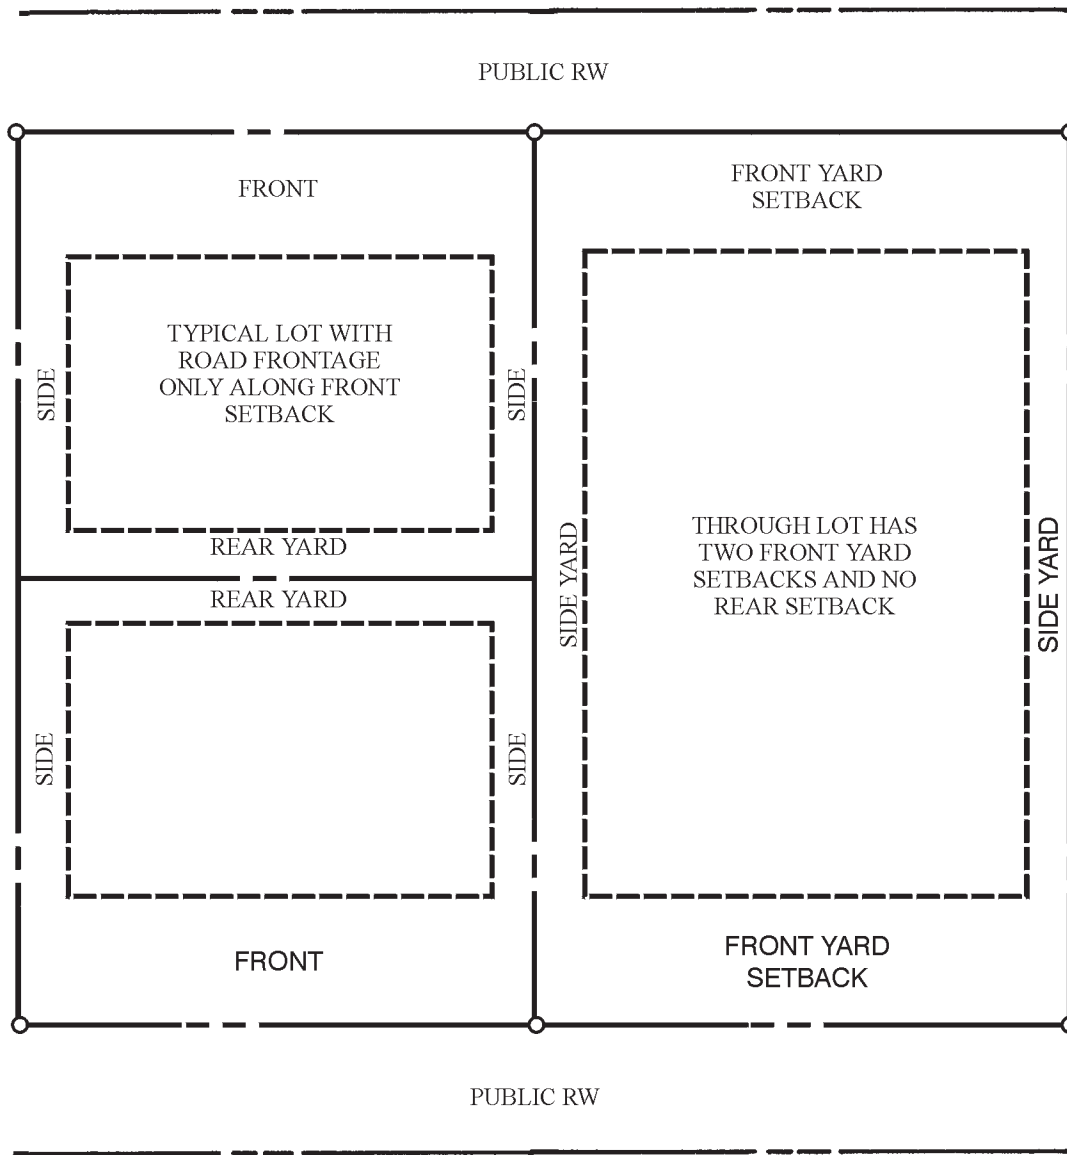 PUBLIC RW
FRONT
TYPICAL LOT WITH
ROAD FRONTAGE
ONLY ALONG FRONT
SETBACK
SIDE
SIDE
REAR YARD
REAR YARD
SIDE
SIDE
FRONT
FRONT YARD
SETBACK
SIDE YARD
THROUGH LOT HAS
TWO FRONT YARD
SETBACKS AND NO
REAR SETBACK
SIDE YARD
FRONT YARD
SETBACK
PUBLIC RW